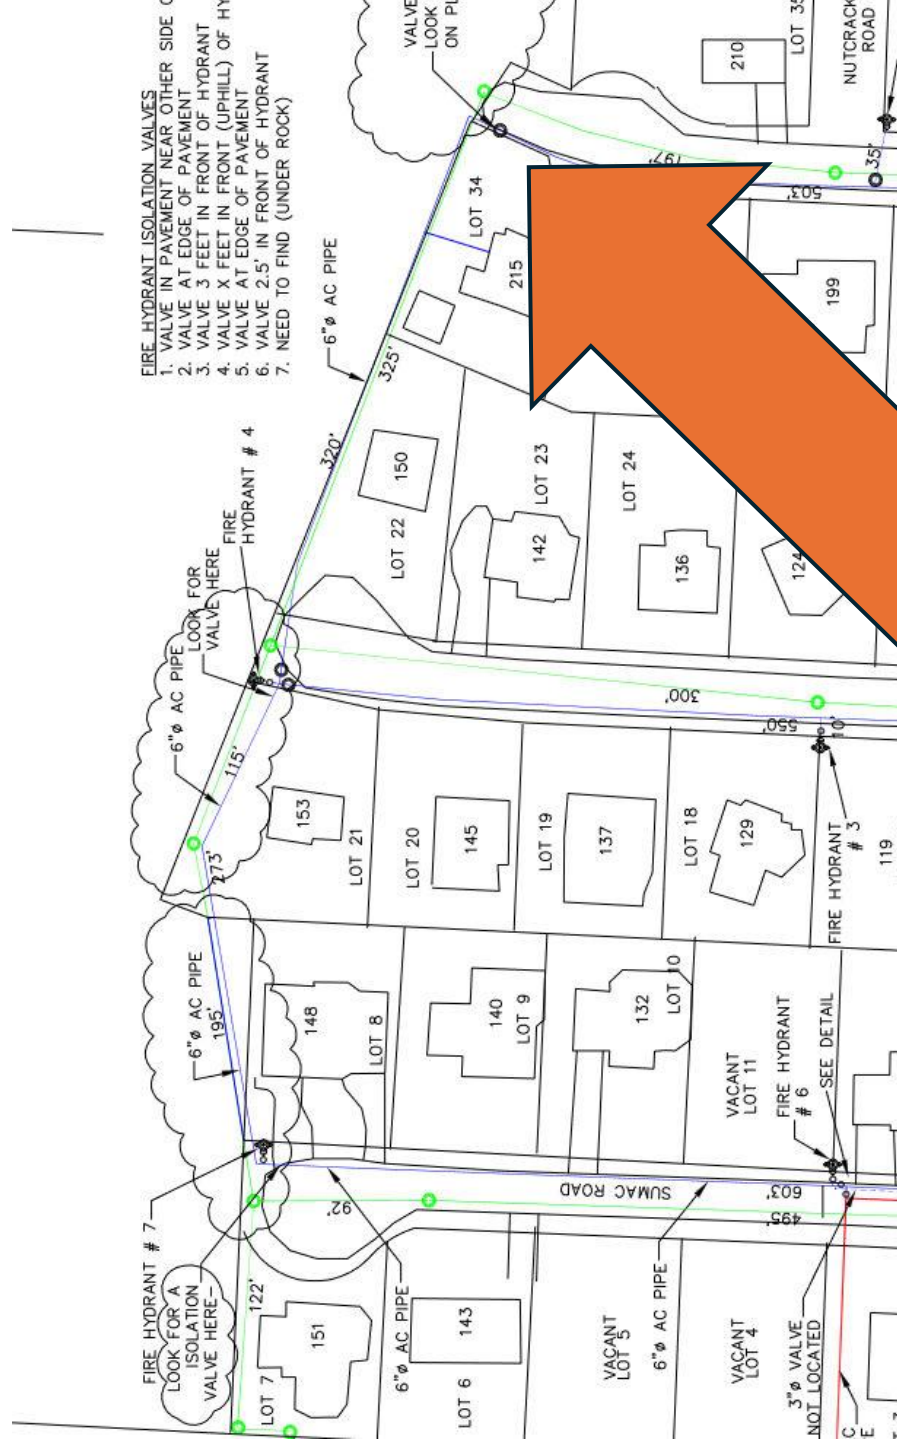 FIRE HYDRANT ISOLATION VALVES
1. VALVE IN PAVEMENT NEAR OTHER SIDE
2. VALVE AT EDGE OF PAVEMENT
3. VALVE 3 FEET IN FRONT OF HYDRANT
4. VALVE X FEET IN FRONT (UPHILL) OF HY
5. VALVE AT EDGE OF PAVEMENT
6. VALVE 2.5' IN FRONT OF HYDRANT
7. NEED TO FIND (UNDER ROCK)
VALVE
LOOK
ON
210
LOT 35
NUTCRACK
ROAD
197'
503'
35'
LOT 34
215
199
6"ø AC PIPE
325'
320'
FIRE
HYDRANT # 4
LOOK FOR
VALVE HERE
6"ø AC PIPE
115'
273'
150
LOT 22
142
LOT 23
LOT 24
136
124
300'
550'
10'
153
LOT 21
LOT 20
145
LOT 19
137
LOT 18
129
FIRE HYDRANT
# 3
119
6"ø AC PIPE
195'
148
LOT 8
140
LOT 9
132
LOT 10
VACANT
LOT 11
FIRE HYDRANT
# 6
SEE DETAIL
SUMAC ROAD
603'
495'
92'
122'
FIRE HYDRANT # 7
LOOK FOR A
ISOLATION
VALVE HERE
151
LOT 7
6"ø AC PIPE
143
LOT 6
VACANT
LOT 5
6"ø AC PIPE
VACANT
LOT 4
3"ø VALVE
NOT LOCATED